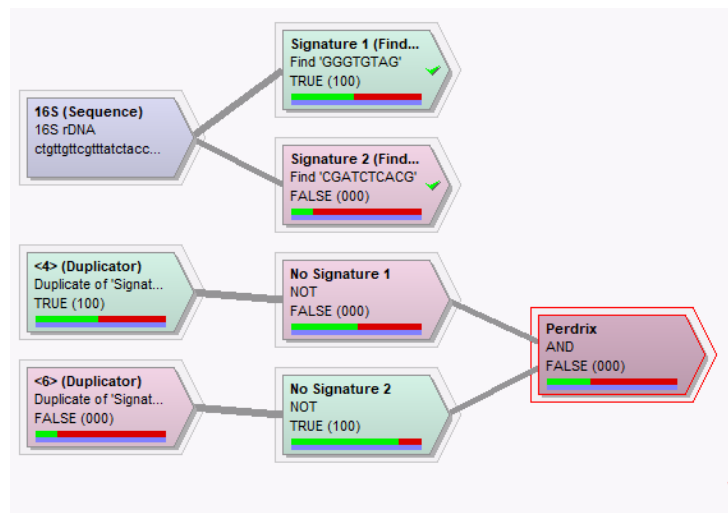 Signature 1 (Find...
Find 'GGGTGTAG'
TRUE (100)
16S (Sequence)
16S rDNA
ctgttgttcgtttatctacc...
Signature 2 (Find...
Find 'CGATCTCACG'
FALSE (000)
<4> (Duplicator)
Duplicate of 'Signat...
TRUE (100)
No Signature 1
NOT
FALSE (000)
Perdrix
AND
FALSE (000)
<6> (Duplicator)
Duplicate of 'Signat...
FALSE (000)
No Signature 2
NOT
TRUE (100)